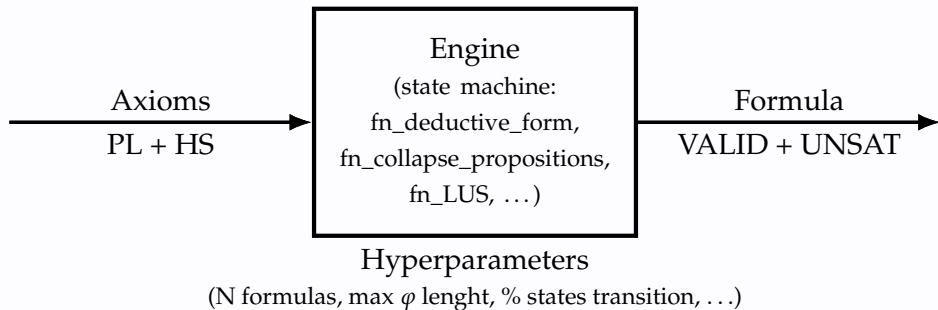 Axioms
PL + HS
Engine
(state machine:
fn_deductive_form,
fn_collapse_propositions,
fn_LUS, …)
Formula
VALID + UNSAT
Hyperparameters
(N formulas, max φ lenght, % states transition, …)